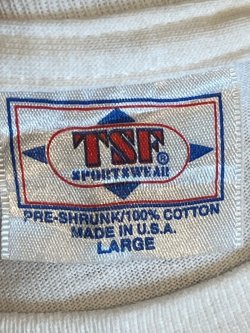 TSF®
SPORTSWEAR
PRE-SHRUNK/100% COTTON
MADE IN U.S.A.
LARGE